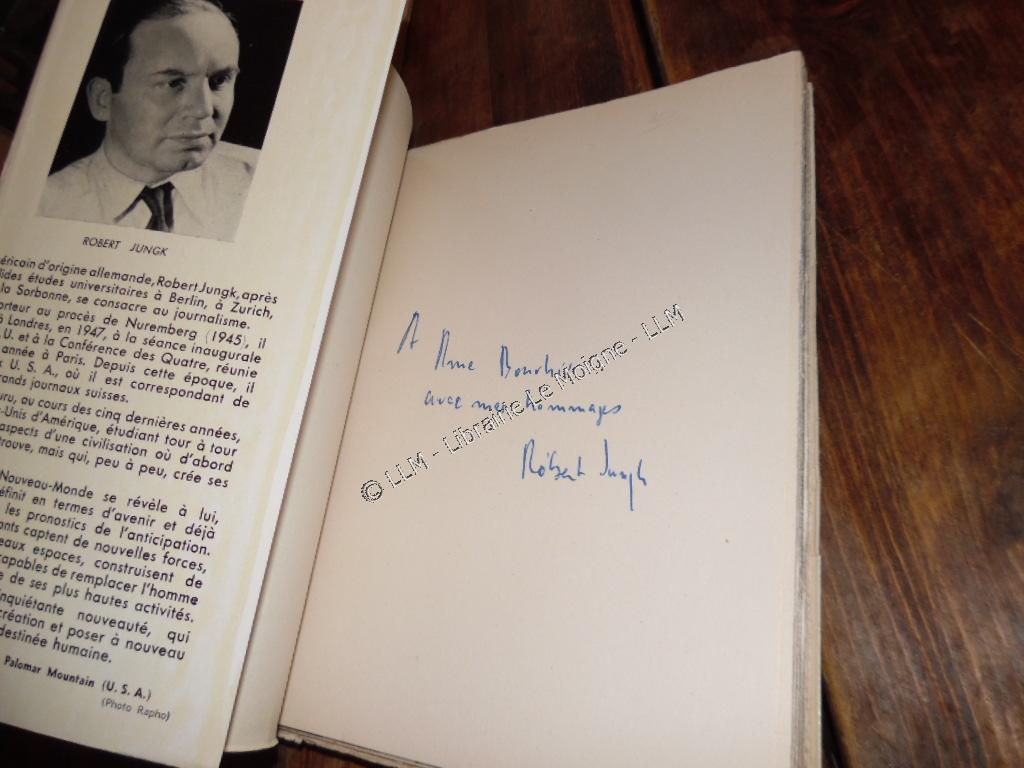 ROBERT JUNGK
éricain d'origine allemande, Robert Jungk, après
ides études universitaires à Berlin, à Zurich,
la Sorbonne, se consacre au journalisme.
orteur au procès de Nuremberg (1945), il
à Londres, en 1947, à la séance inaugurale
U. et à la Conférence des Quatre, réunie
année à Paris. Depuis cette époque, il
U. S. A., où il est correspondant de
rands journaux suisses.
uru, au cours des cinq dernières années,
-Unis d'Amérique, étudiant tour à tour
aspects d'une civilisation où d'abord
trouve, mais qui, peu à peu, crée ses
Nouveau-Monde se révèle à lui,
éfinit en termes d'avenir et déjà
les pronostics de l'anticipation.
ants captent de nouvelles forces,
eaux espaces, construisent de
capables de remplacer l'homme
e de ses plus hautes activités.
nquiétante nouveauté, qui
création et poser à nouveau
destinée humaine.
Palomar Mountain (U. S. A.)
(Photo Rapho)
A
avec mes hommages
Robert Jungk
© LLM - Librairie Le Moigne - LLM